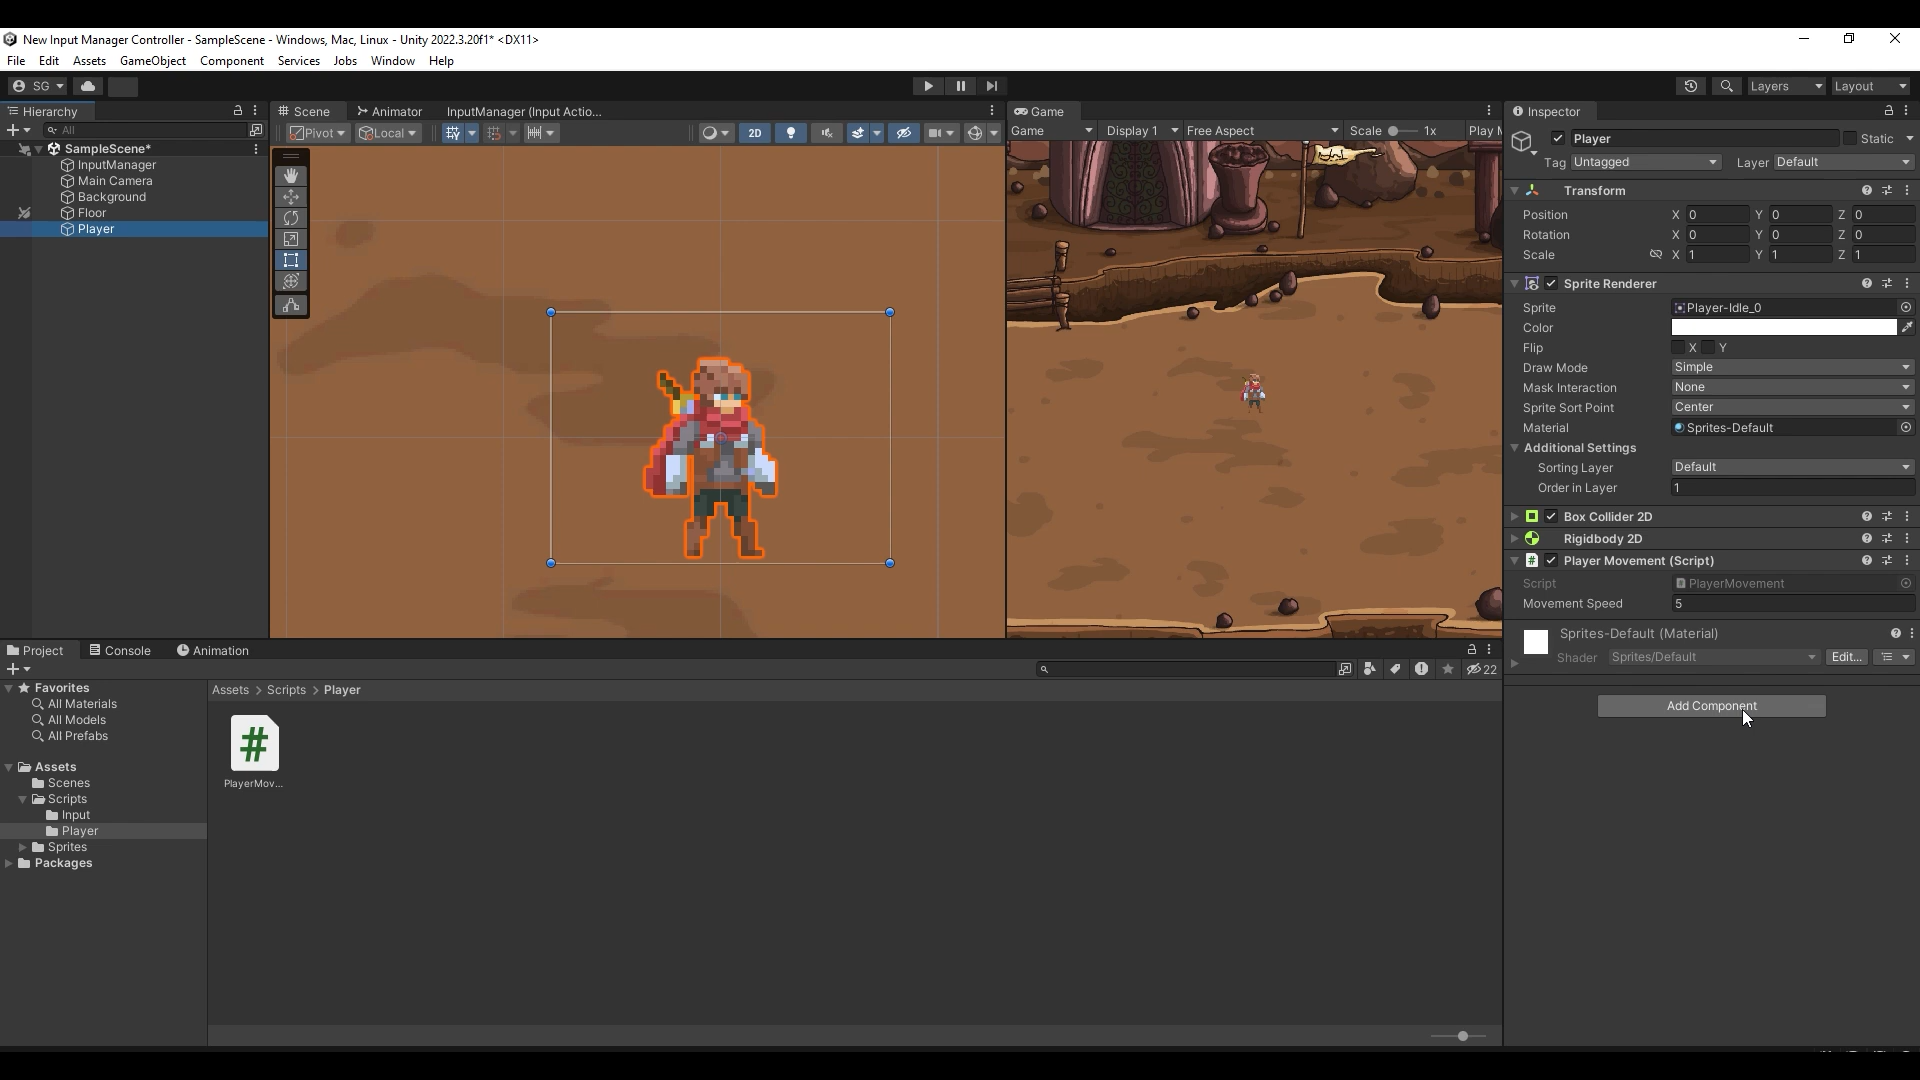 New Input Manager Controller - SampleScene - Windows, Mac, Linux - Unity 2022.3.20f1* <DX11>
File Edit Assets GameObject Component Services Jobs Window Help
SG
Layers Layout
Hierarchy
All
SampleScene*
InputManager
Main Camera
Background
Floor
Player
Scene Animator InputManager (Input Actio...
Pivot Local 2D
Game
Game Display 1 Free Aspect Scale 1x Play M
Inspector
Player Static
Tag Untagged Layer Default
Transform
Position X 0 Y 0 Z 0
Rotation X 0 Y 0 Z 0
Scale X 1 Y 1 Z 1
Sprite Renderer
Sprite Player-Idle_0
Color
Flip X Y
Draw Mode Simple
Mask Interaction None
Sprite Sort Point Center
Material Sprites-Default
Additional Settings
Sorting Layer Default
Order in Layer 1
Box Collider 2D
Rigidbody 2D
# Player Movement (Script)
Script PlayerMovement
Movement Speed 5
Sprites-Default (Material)
Shader Sprites/Default Edit...
Add Component
Project Console Animation
22
Favorites
All Materials
All Models
All Prefabs
Assets
Scenes
Scripts
Input
Player
Sprites
Packages
Assets > Scripts > Player
#
PlayerMov...